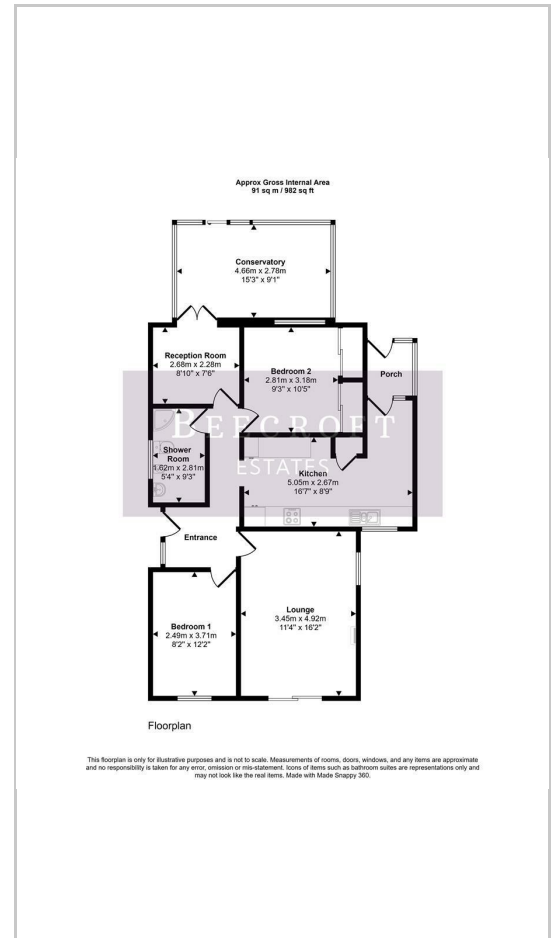 Approx Gross Internal Area
91 sq m / 982 sq ft
Conservatory
4.66m x 2.78m
15'3" x 9'1"
Reception Room
2.68m x 2.28m
8'10" x 7'6"
Bedroom 2
2.81m x 3.18m
9'3" x 10'5"
Porch
BEECROFT
ESTATES
Shower
Room
1.62m x 2.81m
5'4" x 9'3"
Kitchen
5.05m x 2.67m
16'7" x 8'9"
Entrance
Bedroom 1
2.49m x 3.71m
8'2" x 12'2"
Lounge
3.45m x 4.92m
11'4" x 16'2"
Floorplan
This floorplan is only for illustrative purposes and is not to scale. Measurements of rooms, doors, windows, and any items are approximate
and no responsibility is taken for any error, omission or mis-statement. Icons of items such as bathroom suites are representations only and
may not look like the real items. Made with Made Snappy 360.